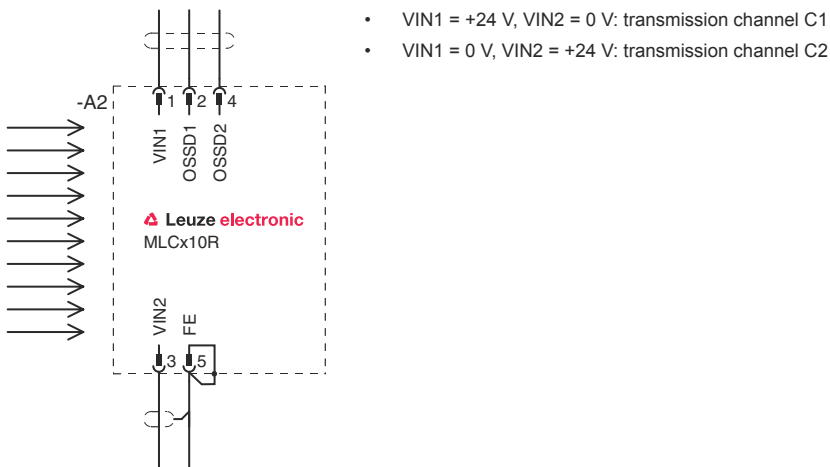 • VIN1 = +24 V, VIN2 = 0 V: transmission channel C1
• VIN1 = 0 V, VIN2 = +24 V: transmission channel C2
-A2
1 2 4
VIN1
OSSD1
OSSD2
Leuze electronic
MLCx10R
VIN2
FE
3 5